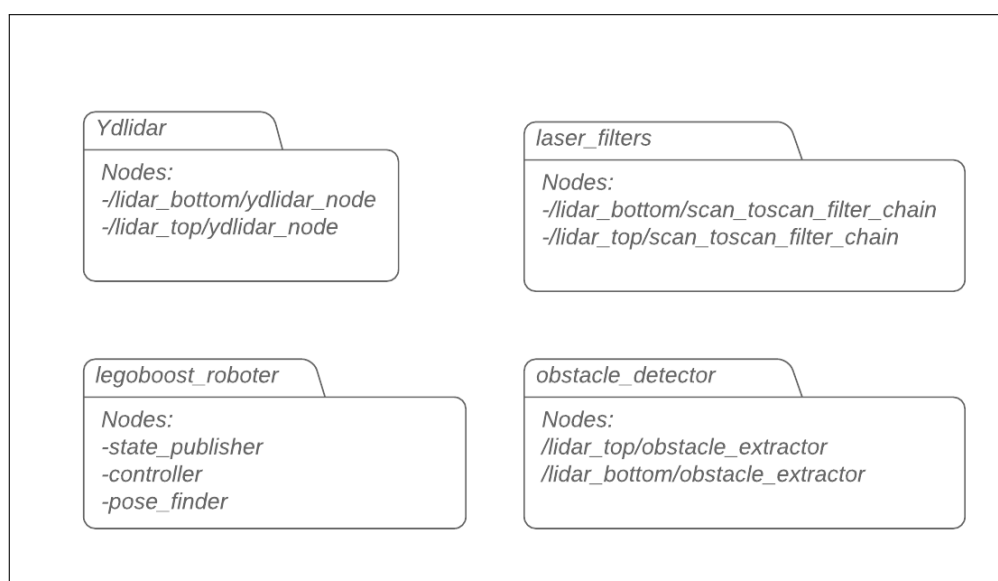 Ydlidar
Nodes:
-/lidar_bottom/ydlidar_node
-/lidar_top/ydlidar_node
laser_filters
Nodes:
-/lidar_bottom/scan_toscan_filter_chain
-/lidar_top/scan_toscan_filter_chain
legoboost_roboter
Nodes:
-state_publisher
-controller
-pose_finder
obstacle_detector
Nodes:
/lidar_top/obstacle_extractor
/lidar_bottom/obstacle_extractor